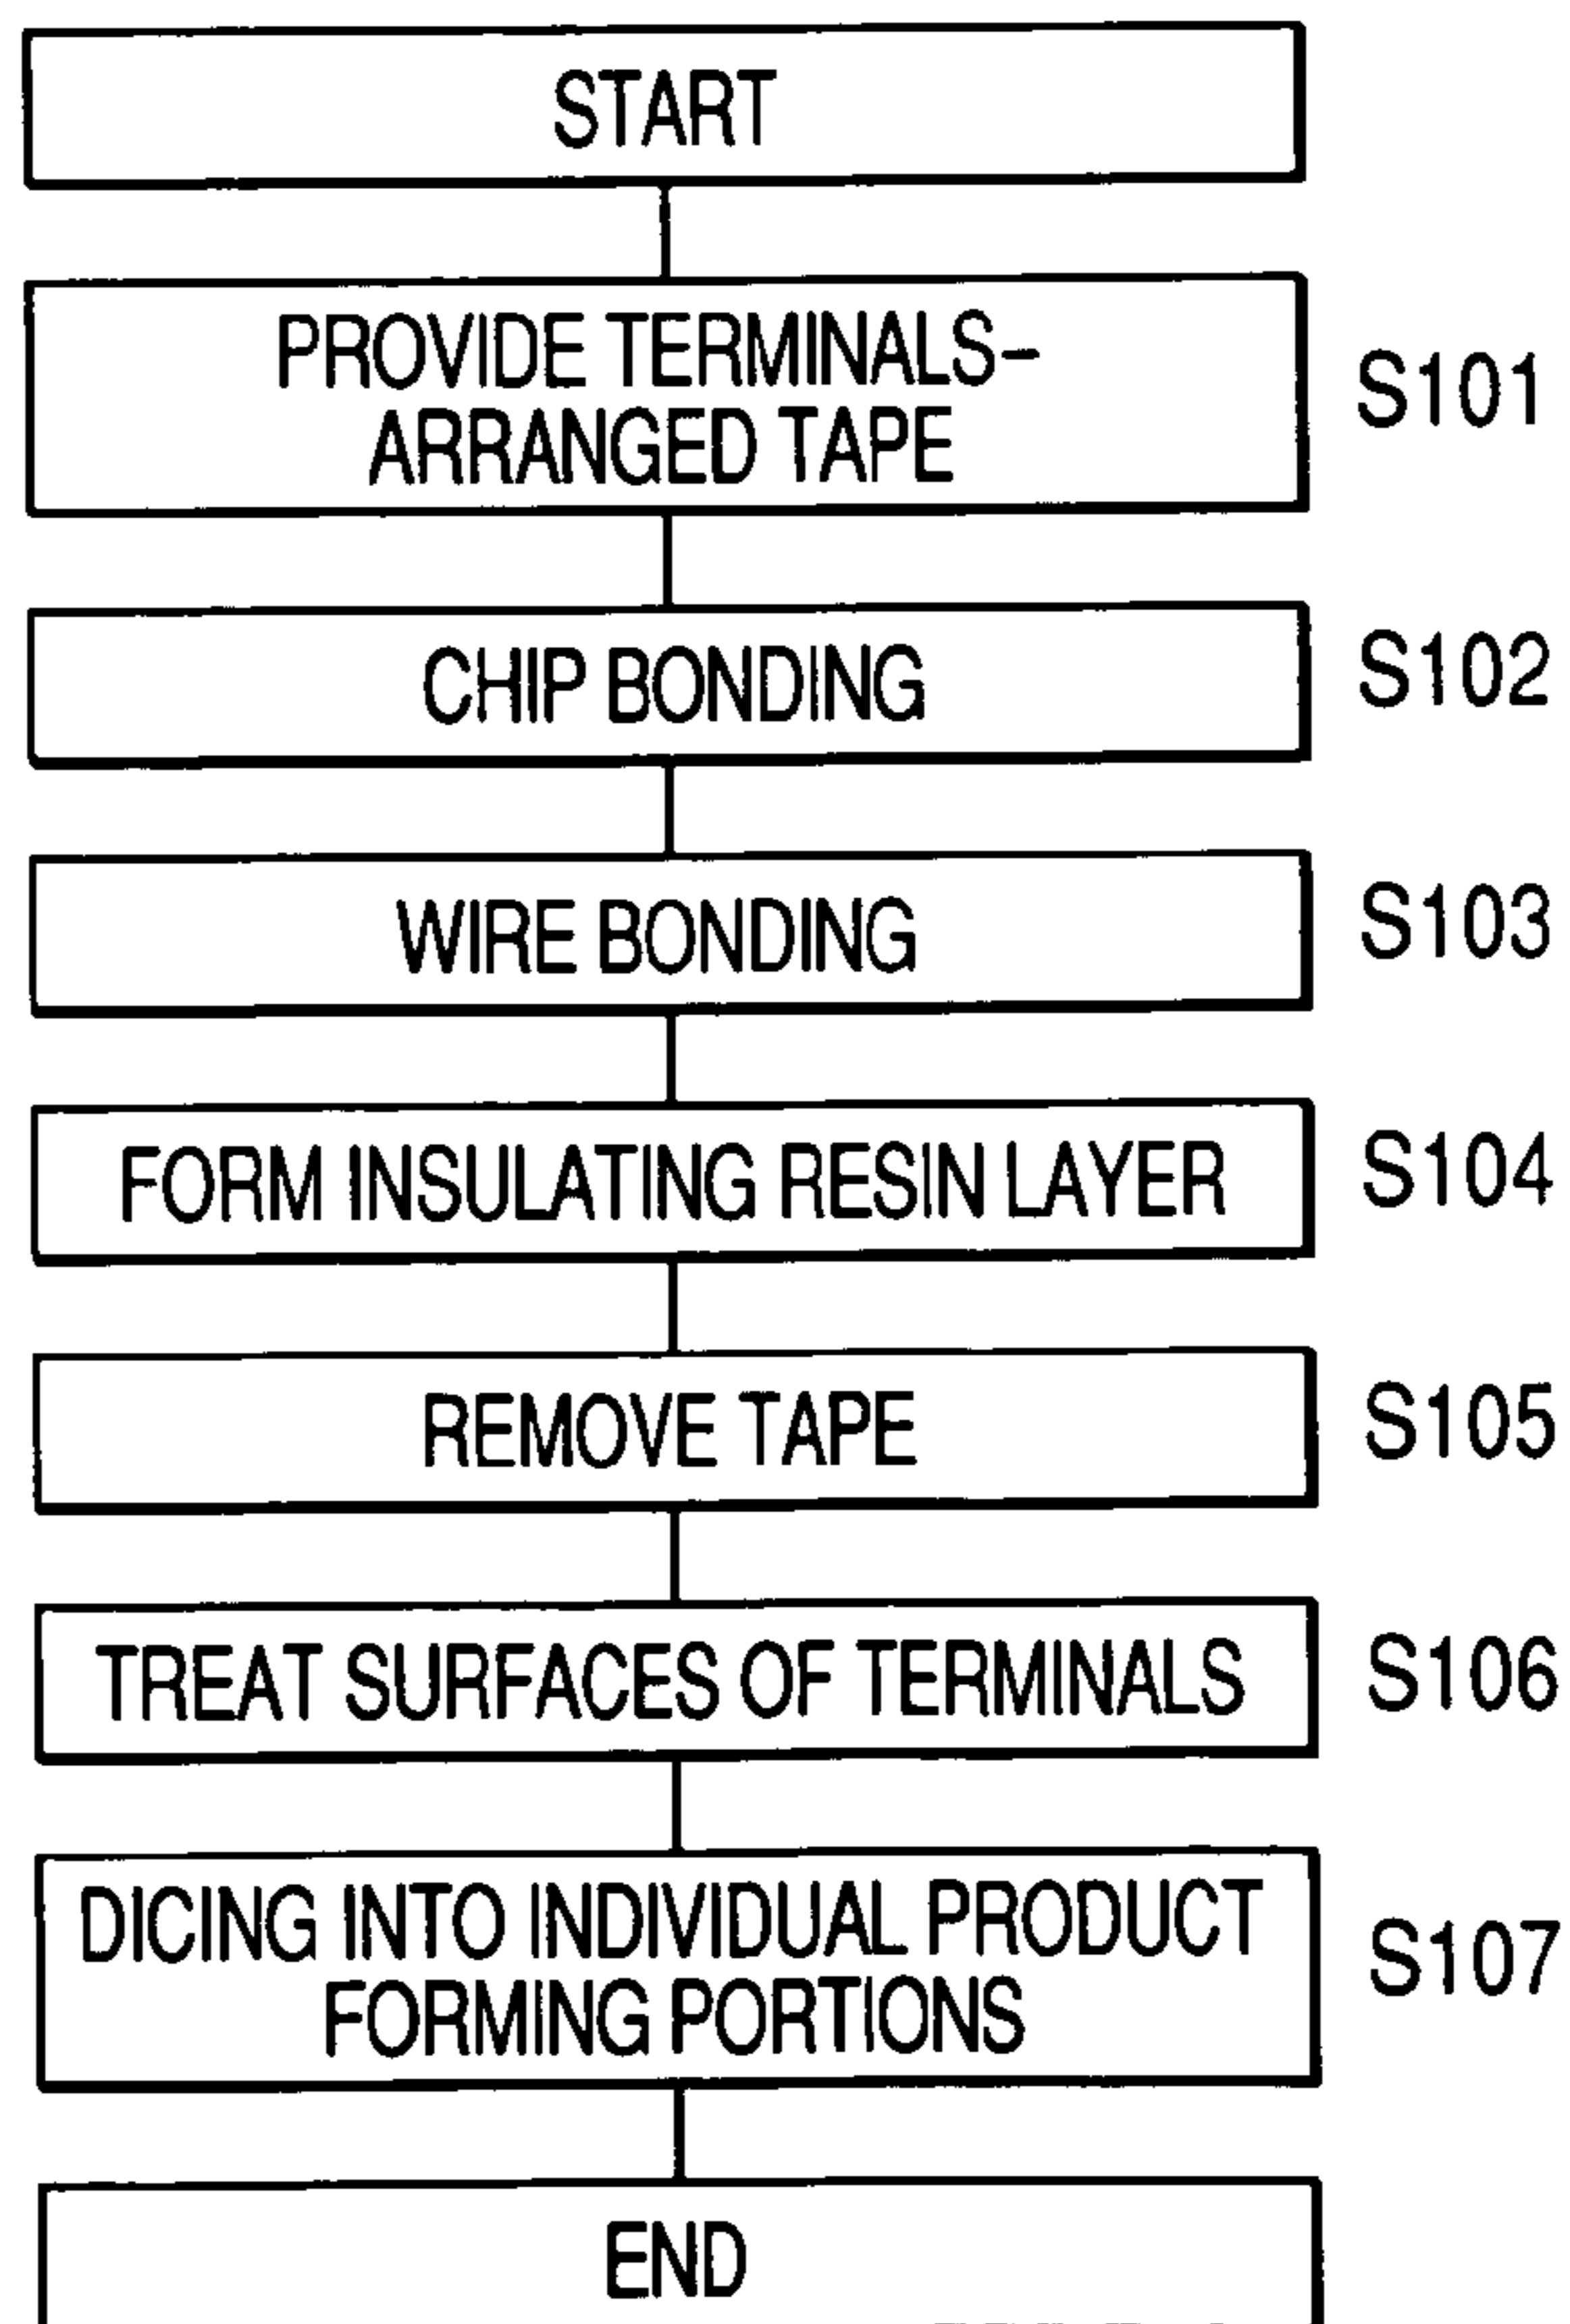 START
PROVIDE TERMINALS-
ARRANGED TAPE
S101
CHIP BONDING
S102
WIRE BONDING
S103
FORM INSULATING RESIN LAYER
S104
REMOVE TAPE
S105
TREAT SURFACES OF TERMINALS
S106
DICING INTO INDIVIDUAL PRODUCT
FORMING PORTIONS
S107
END